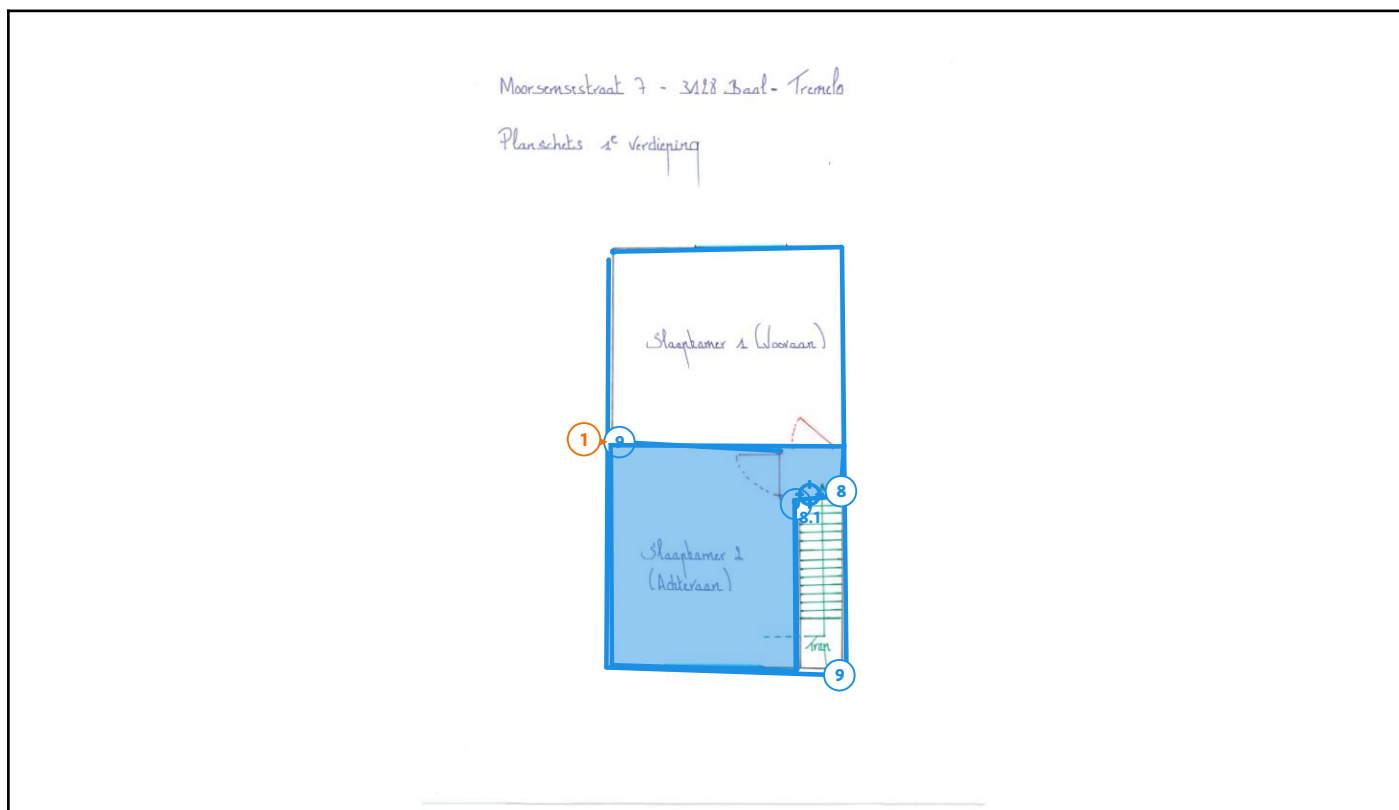 Moorsemsestraat 7 - 3128 Baal - Tremelo
Planschets 1e verdieping
Slaapkamer 1 (Vooraan)
1
9
8
8.1
Slaapkamer 2
(Achteraan)
Trap
9